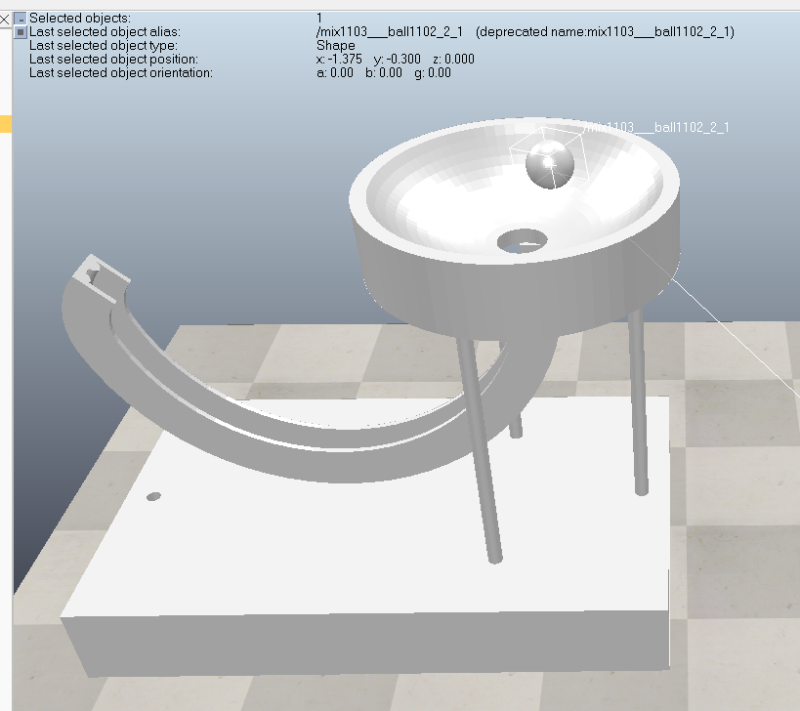 Selected objects: 1
Last selected object alias: /mix1103___ball1102_2_1 (deprecated name:mix1103___ball1102_2_1)
Last selected object type: Shape
Last selected object position: x: -1.375 y: -0.300 z: 0.000
Last selected object orientation: a: 0.00 b: 0.00 g: 0.00
/mix1103___ball1102_2_1